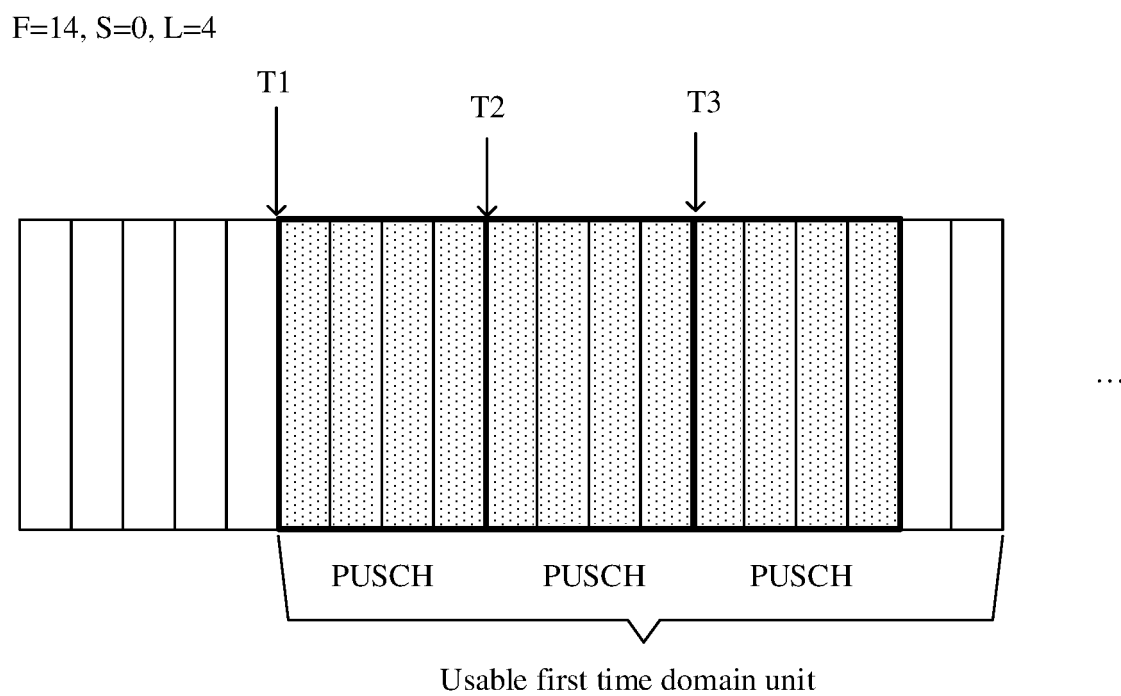 F=14, S=0, L=4
T1
T2
T3
...
PUSCH PUSCH PUSCH
Usable first time domain unit